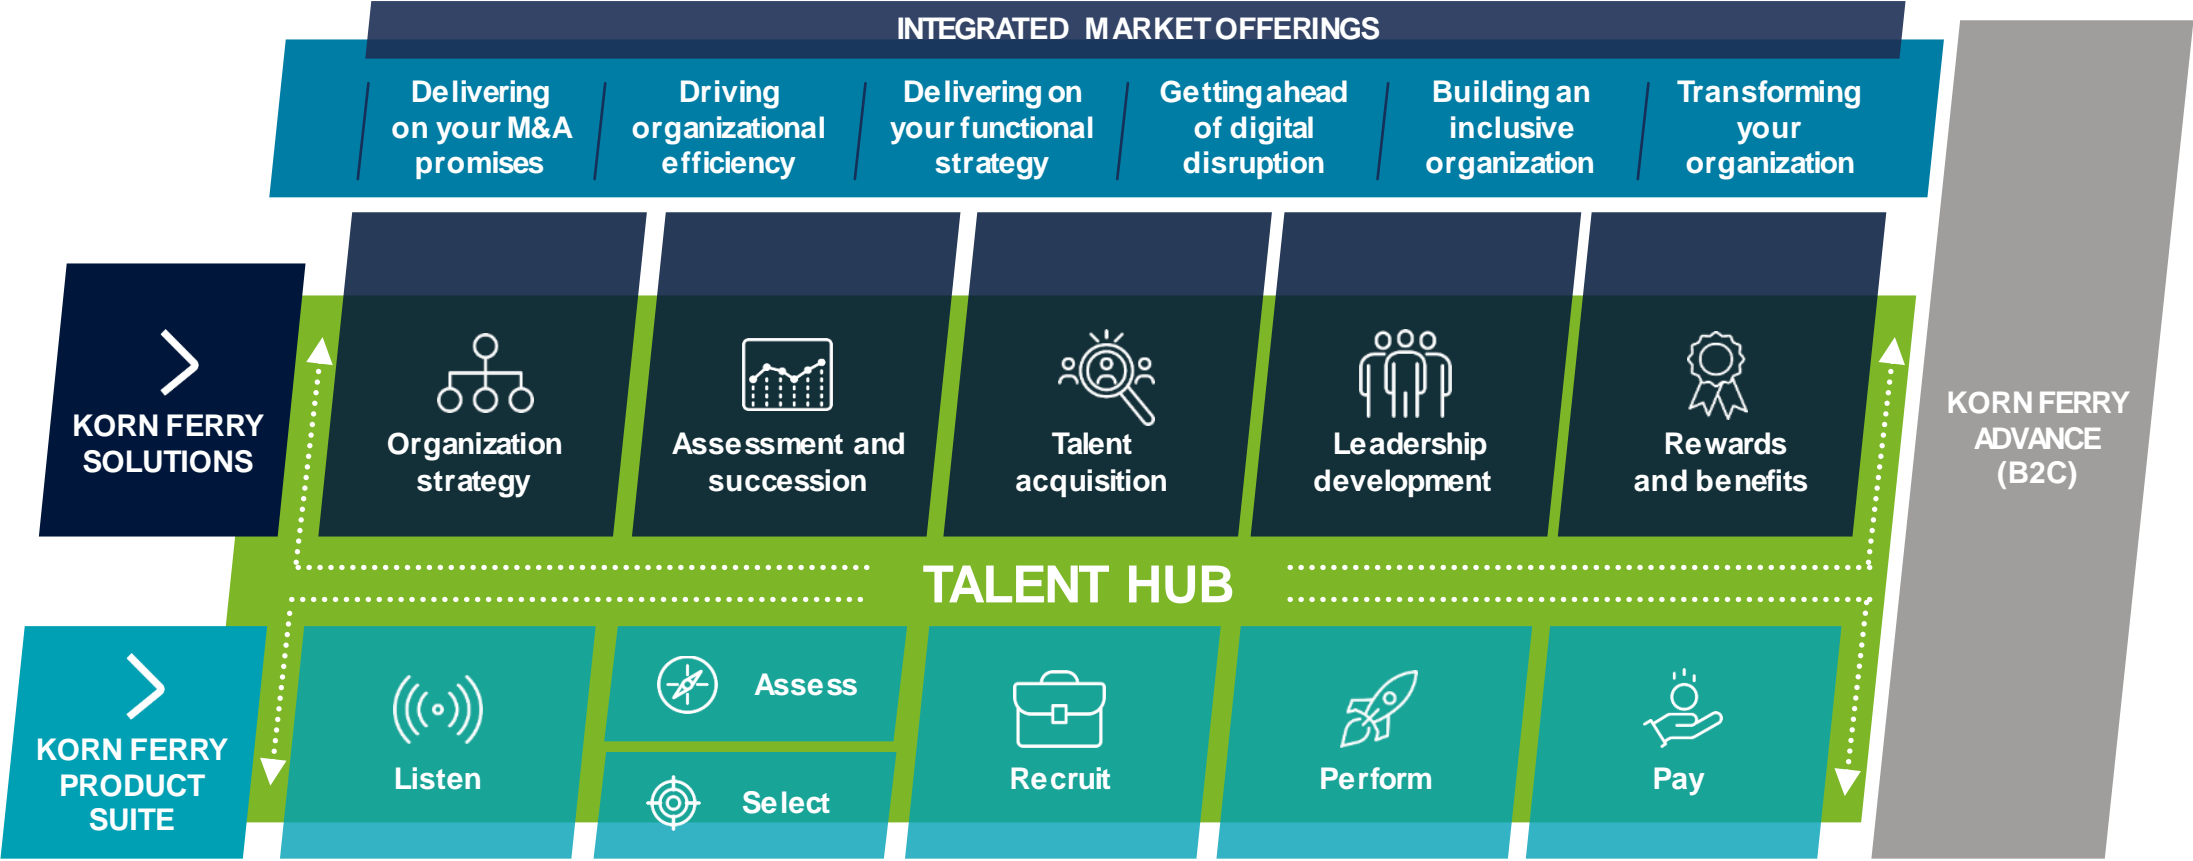 INTEGRATED MARKET OFFERINGS
Delivering
on your M&A
promises
Driving
organizational
efficiency
Delivering on
your functional
strategy
Getting ahead
of digital
disruption
Building an
inclusive
organization
Transforming
your
organization
KORN FERRY
SOLUTIONS
Organization
strategy
Assessment and
succession
Talent
acquisition
Leadership
development
Rewards
and benefits
KORN FERRY
ADVANCE
(B2C)
TALENT HUB
KORN FERRY
PRODUCT
SUITE
Listen
Assess
Select
Recruit
Perform
Pay